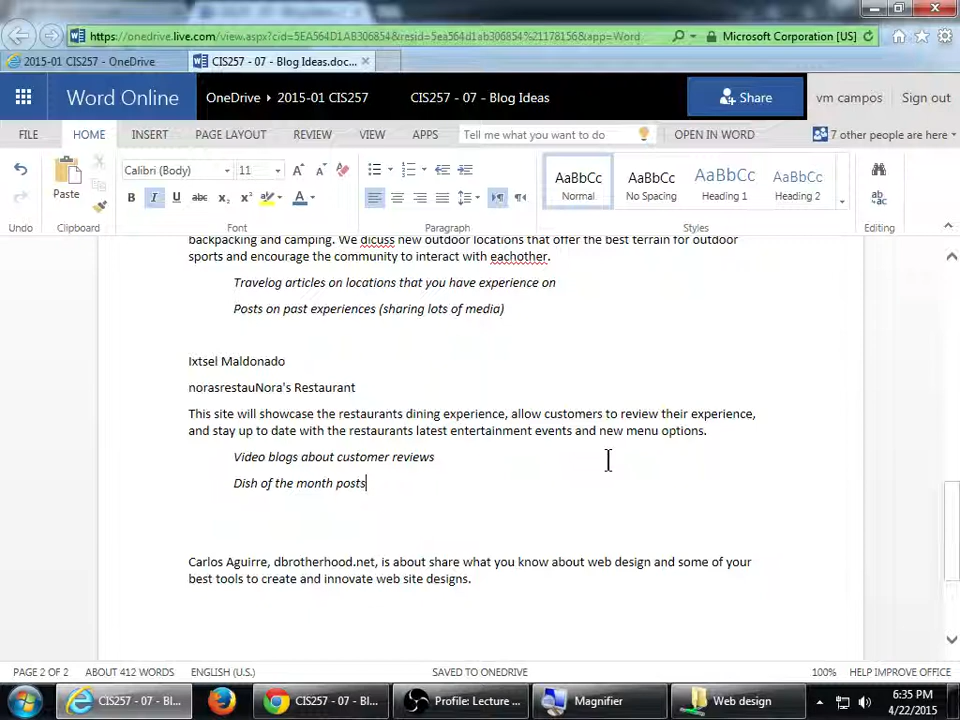 https://onedrive.live.com/view.aspx?cid=5EA564D1AB306854&resid=5ea564d1ab306854%21178156&app=Word
Microsoft Corporation [US]
2015-01 CIS257 - OneDrive
CIS257 - 07 - Blog Ideas.doc...
Word Online
OneDrive
2015-01 CIS257
CIS257 - 07 - Blog Ideas
Share
vm campos
Sign out
FILE
HOME
INSERT
PAGE LAYOUT
REVIEW
VIEW
APPS
Tell me what you want to do
OPEN IN WORD
7 other people are here
Paste
Calibri (Body)
11
B I U abc x₂ x² A
AaBbCc
Normal
AaBbCc
No Spacing
AaBbCc
Heading 1
AaBbCc
Heading 2
Undo
Clipboard
Font
Paragraph
Styles
Editing
backpacking and camping. We dicuss new outdoor locations that offer the best terrain for outdoor
sports and encourage the community to interact with eachother.
Travelog articles on locations that you have experience on
Posts on past experiences (sharing lots of media)
Ixtsel Maldonado
norasrestauNora's Restaurant
This site will showcase the restaurants dining experience, allow customers to review their experience,
and stay up to date with the restaurants latest entertainment events and new menu options.
Video blogs about customer reviews
Dish of the month posts
Carlos Aguirre, dbrotherhood.net, is about share what you know about web design and some of your
best tools to create and innovate web site designs.
PAGE 2 OF 2
ABOUT 412 WORDS
ENGLISH (U.S.)
SAVED TO ONEDRIVE
100%
HELP IMPROVE OFFICE
CIS257 - 07 - Bl...
CIS257 - 07 - Bl...
Profile: Lecture ...
Magnifier
Web design
6:35 PM
4/22/2015